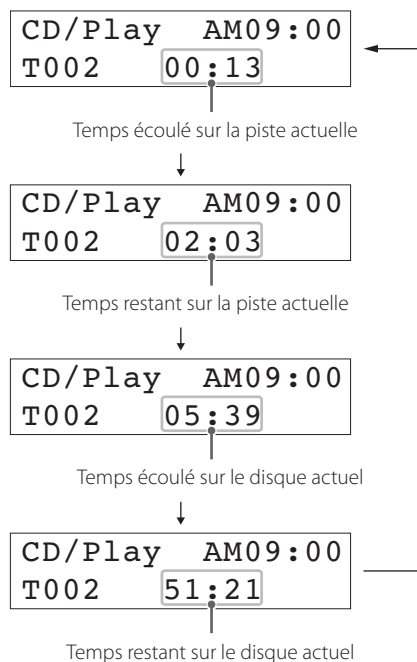 CD/Play AM09:00
T002 00:13
Temps écoulé sur la piste actuelle
CD/Play AM09:00
T002 02:03
Temps restant sur la piste actuelle
CD/Play AM09:00
T002 05:39
Temps écoulé sur le disque actuel
CD/Play AM09:00
T002 51:21
Temps restant sur le disque actuel